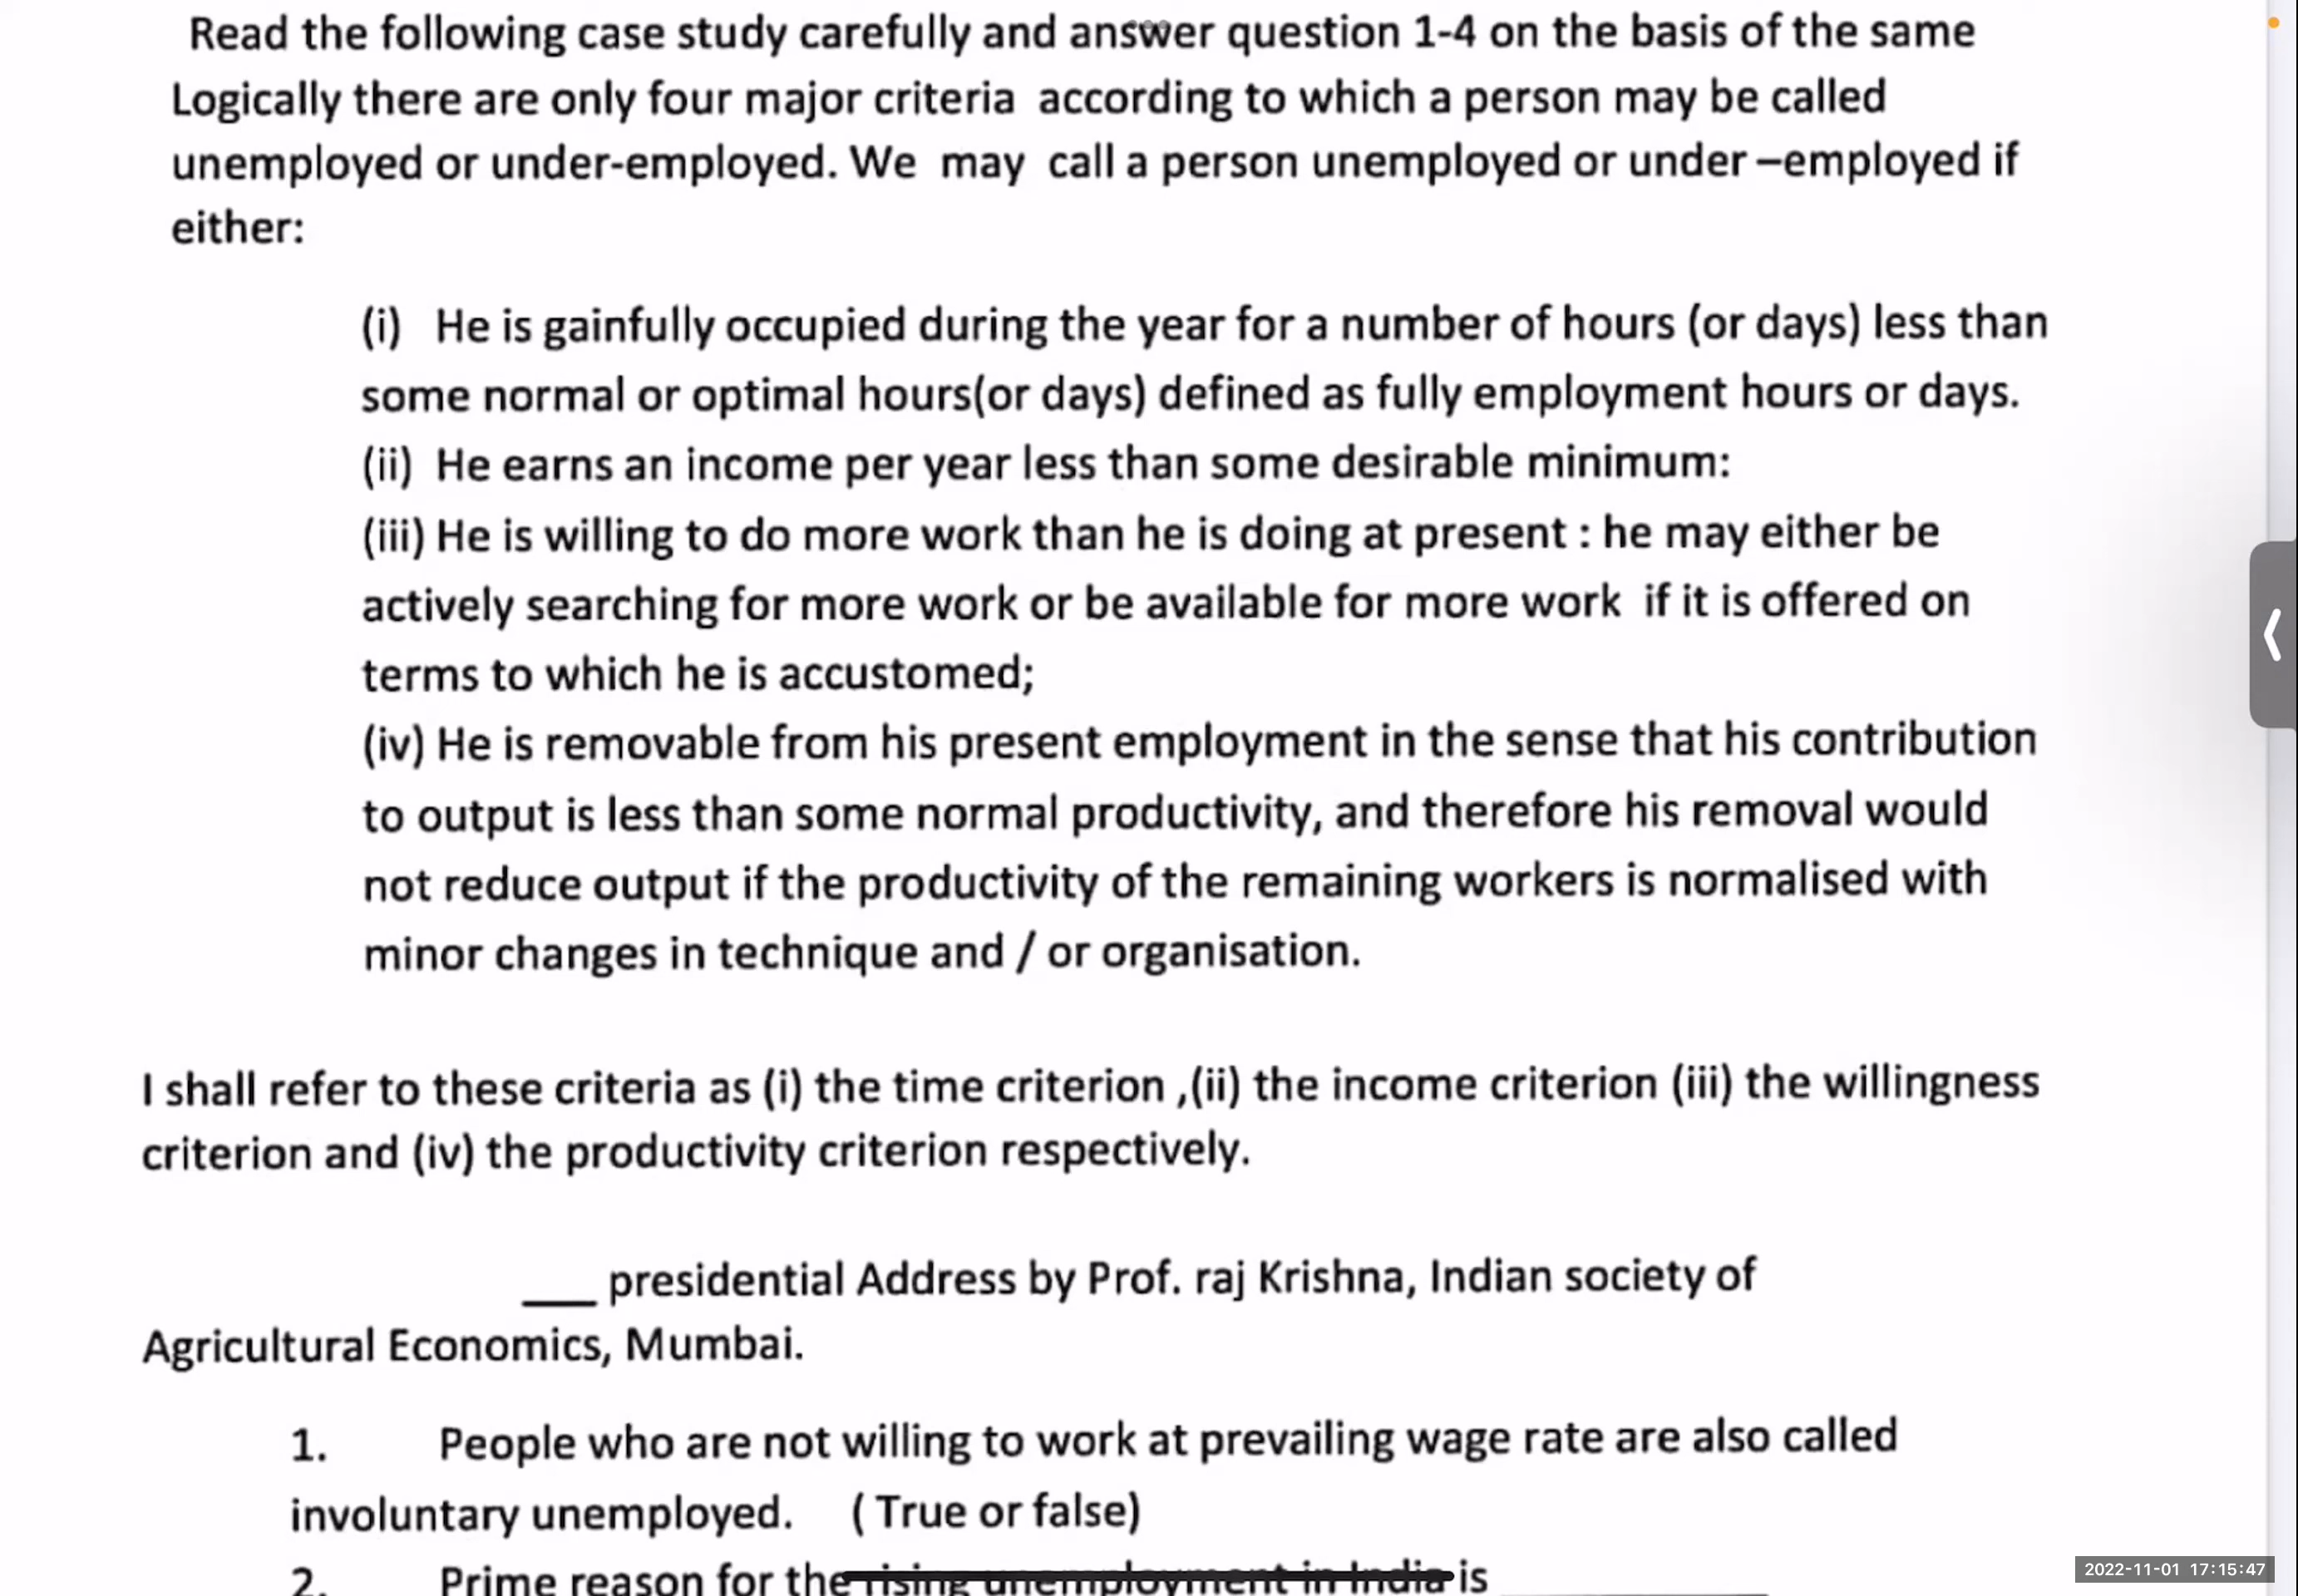 Read the following case study carefully and answer question 1-4 on the basis of the same
Logically there are only four major criteria according to which a person may be called
unemployed or under-employed. We may call a person unemployed or under –employed if
either:
(i) He is gainfully occupied during the year for a number of hours (or days) less than
some normal or optimal hours(or days) defined as fully employment hours or days.
(ii) He earns an income per year less than some desirable minimum:
(iii) He is willing to do more work than he is doing at present : he may either be
actively searching for more work or be available for more work if it is offered on
terms to which he is accustomed;
(iv) He is removable from his present employment in the sense that his contribution
to output is less than some normal productivity, and therefore his removal would
not reduce output if the productivity of the remaining workers is normalised with
minor changes in technique and / or organisation.
I shall refer to these criteria as (i) the time criterion ,(ii) the income criterion (iii) the willingness
criterion and (iv) the productivity criterion respectively.
___ presidential Address by Prof. raj Krishna, Indian society of
Agricultural Economics, Mumbai.
1. People who are not willing to work at prevailing wage rate are also called
involuntary unemployed. ( True or false)
2. Prime reason for the rising unemployment in India is ________
2022-11-01 17:15:47